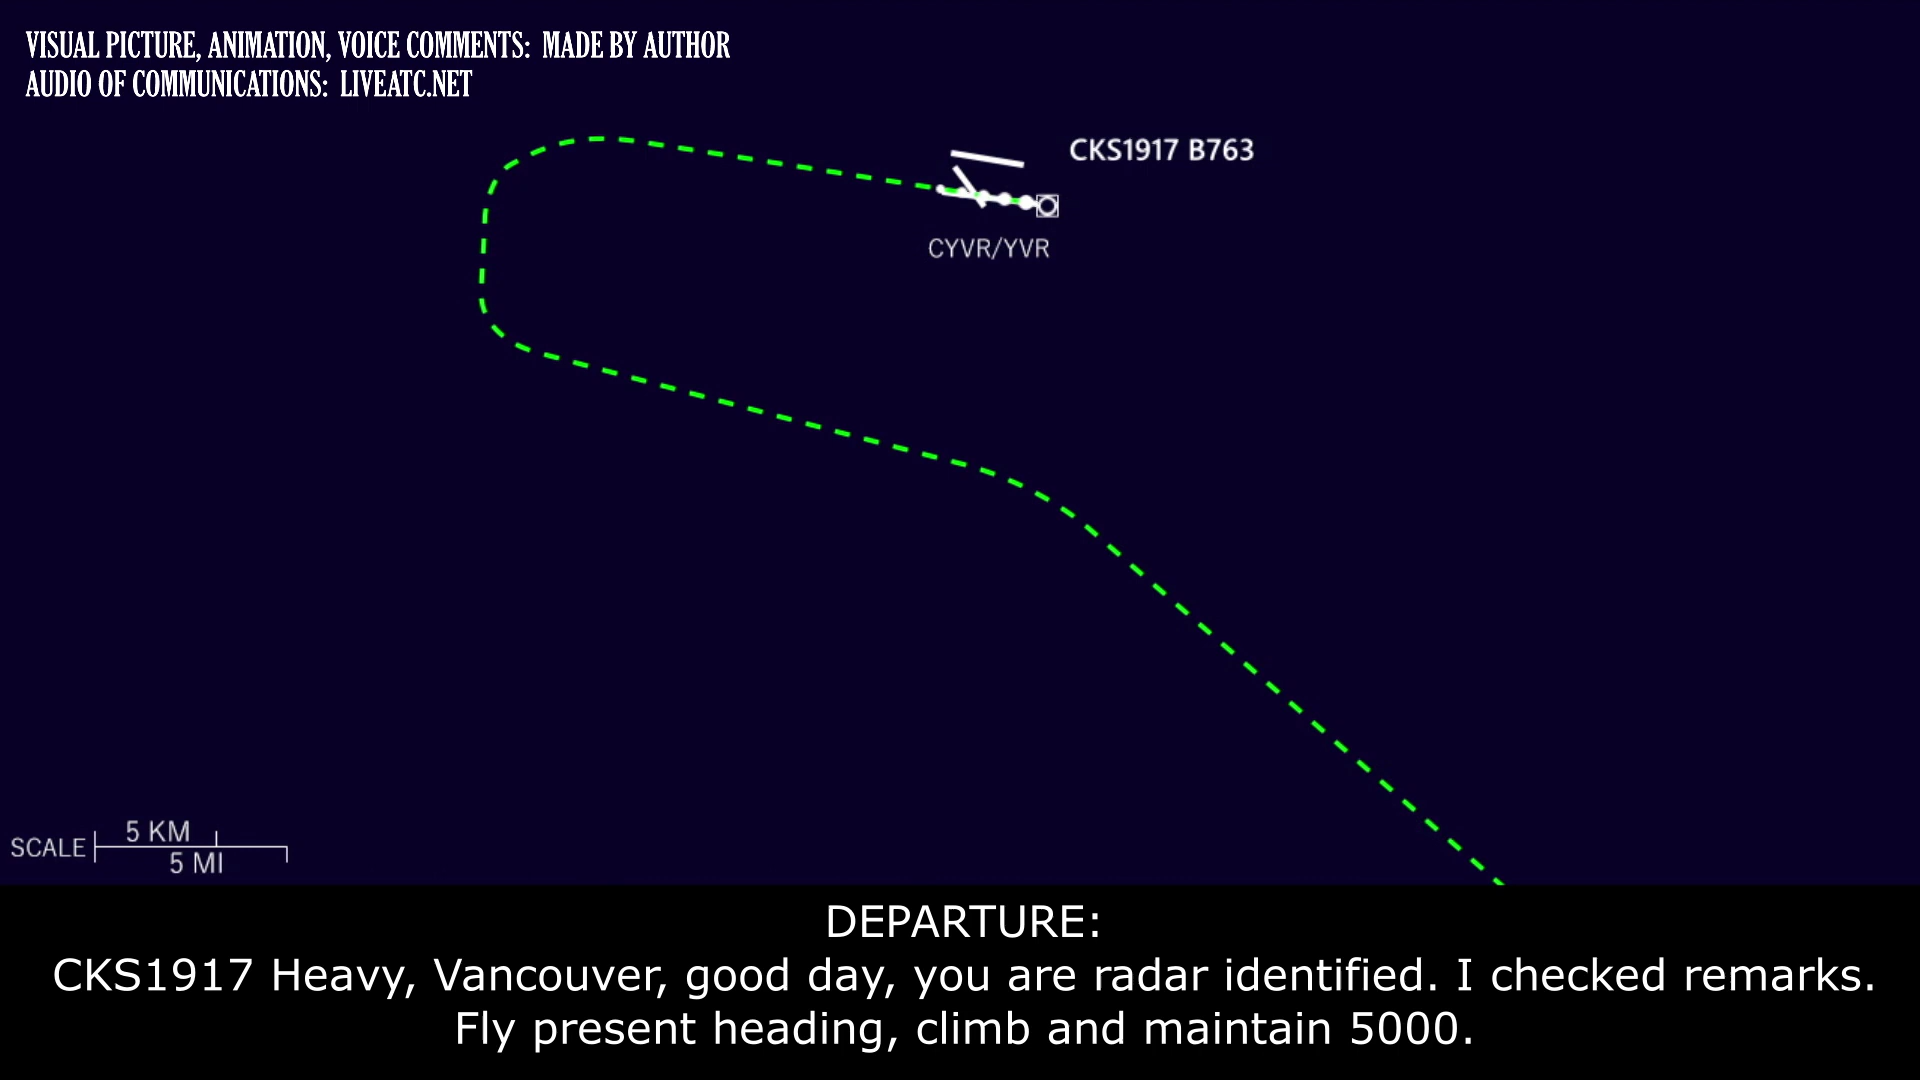 VISUAL PICTURE, ANIMATION, VOICE COMMENTS: MADE BY AUTHOR
AUDIO OF COMMUNICATIONS: LIVEATC.NET
CKS1917 B763
CYVR/YVR
5 KM
SCALE
5 MI
DEPARTURE:
CKS1917 Heavy, Vancouver, good day, you are radar identified. I checked remarks.
Fly present heading, climb and maintain 5000.